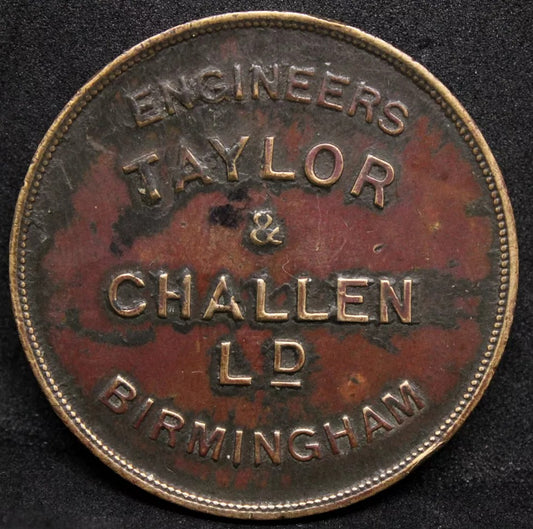 ENGINEERS
TAYLOR
&
CHALLEN
LD
BIRMINGHAM